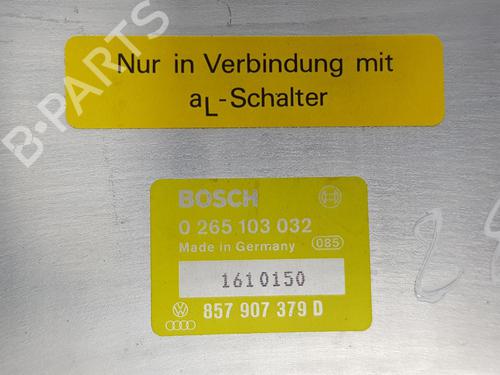 Nur in Verbindung mit
aL-Schalter
B-PARTS
BOSCH
0 265 103 032
Made in Germany 085
1610150
857 907 379 D